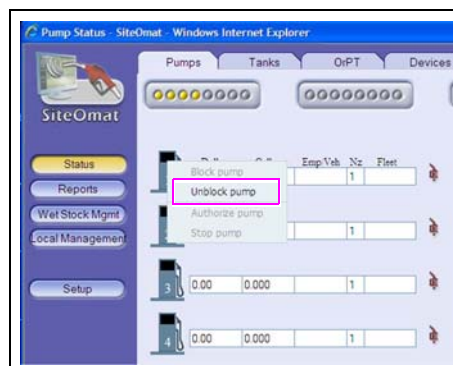 Pump Status - SiteOmat - Windows Internet Explorer
Pumps Tanks OrPT Devices
SiteOmat
Status
Reports
Wet Stock Mgmt
Local Management
Setup
Emp/Veh Nz Fleet
Block pump
Unblock pump
Authorize pump
Stop pump
1
1
3 0.00 0.000 1
4 0.00 0.000 1